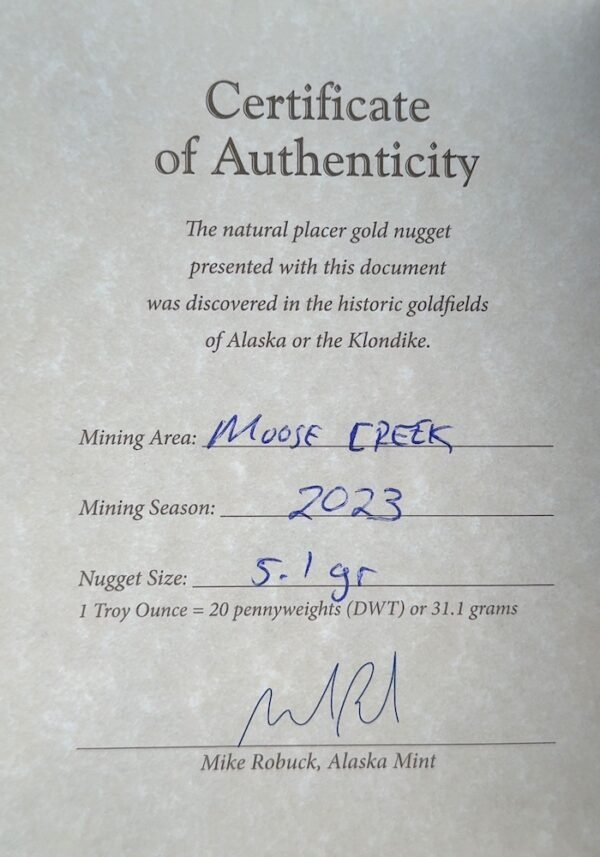 Certificate
of Authenticity
The natural placer gold nugget
presented with this document
was discovered in the historic goldfields
of Alaska or the Klondike.
Mining Area: MOOSE CREEK
Mining Season: 2023
Nugget Size: 5.1 gr
1 Troy Ounce = 20 pennyweights (DWT) or 31.1 grams
Mike Robuck, Alaska Mint